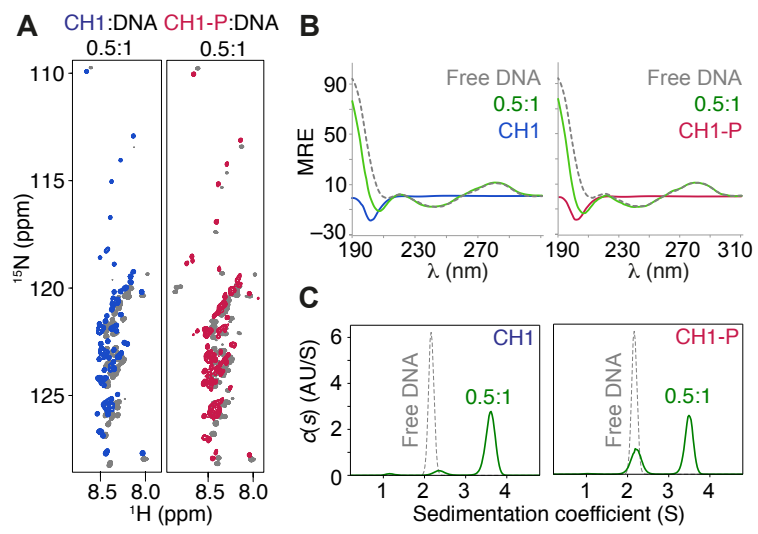 A
CH1:DNA CH1-P:DNA
0.5:1 0.5:1
110
115
120
125
15N (ppm)
8.5 8.0 8.5 8.0
1H (ppm)
B
Free DNA
0.5:1
CH1
Free DNA
0.5:1
CH1-P
MRE
90
50
10
−30
190 230 270
190 230 270 310
λ (nm) λ (nm)
C
CH1
Free DNA
0.5:1
CH1-P
Free DNA
0.5:1
c(s) (AU/S)
6
4
2
0
1 2 3 4
1 2 3 4
Sedimentation coefficient (S)